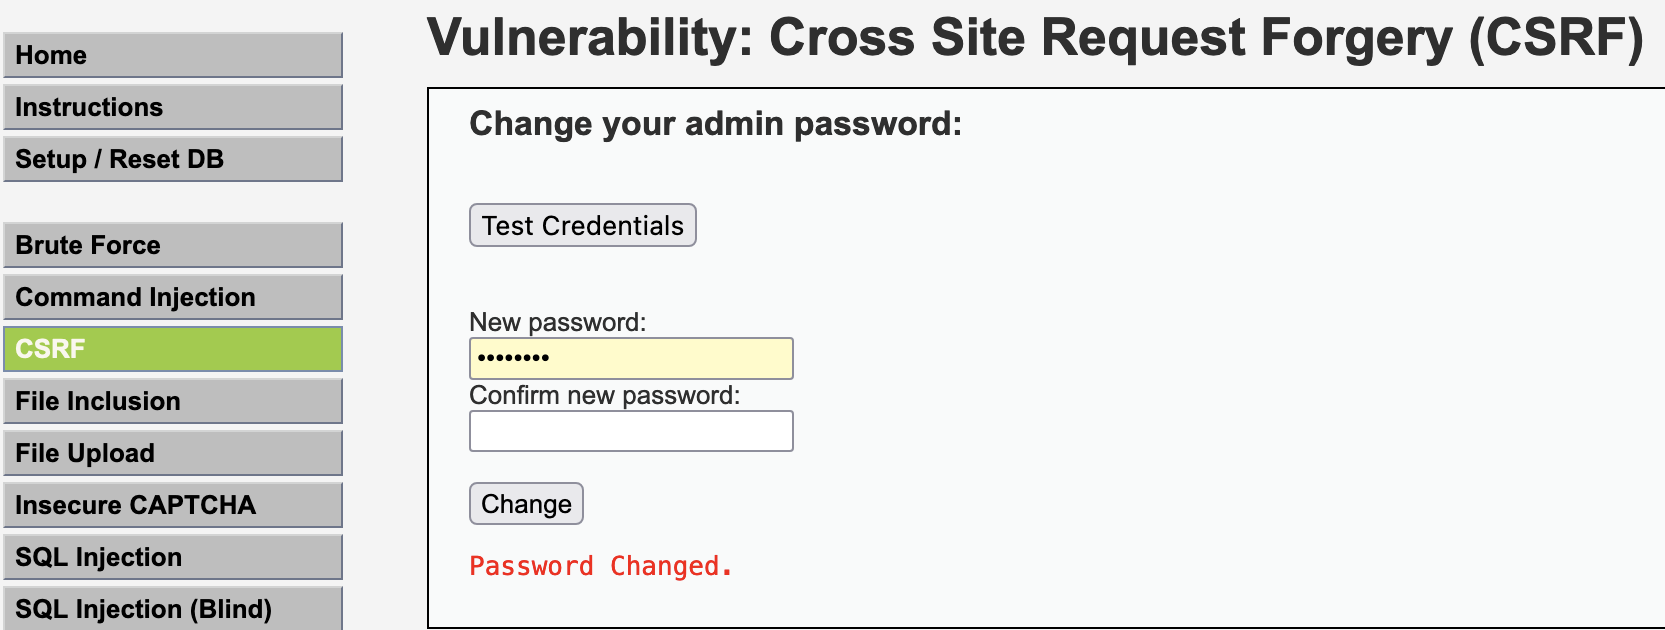 Home
Instructions
Setup / Reset DB
Brute Force
Command Injection
CSRF
File Inclusion
File Upload
Insecure CAPTCHA
SQL Injection
SQL Injection (Blind)
Vulnerability: Cross Site Request Forgery (CSRF)
Change your admin password:
Test Credentials
New password:
••••••••
Confirm new password:
Change
Password Changed.